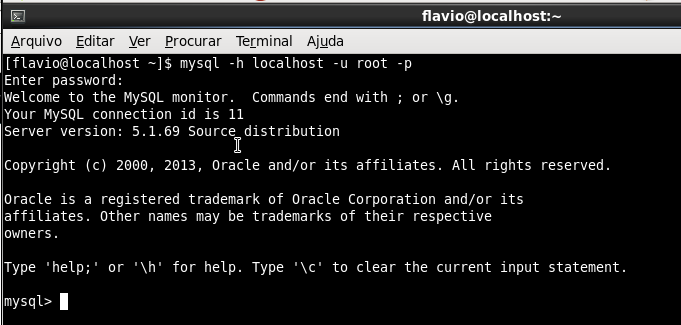 flavio@localhost:~
Arquivo Editar Ver Procurar Terminal Ajuda
[flavio@localhost ~]$ mysql -h localhost -u root -p
Enter password:
Welcome to the MySQL monitor.  Commands end with ; or \g.
Your MySQL connection id is 11
Server version: 5.1.69 Source distribution
Copyright (c) 2000, 2013, Oracle and/or its affiliates. All rights reserved.
Oracle is a registered trademark of Oracle Corporation and/or its
affiliates. Other names may be trademarks of their respective
owners.
Type 'help;' or '\h' for help. Type '\c' to clear the current input statement.
mysql>